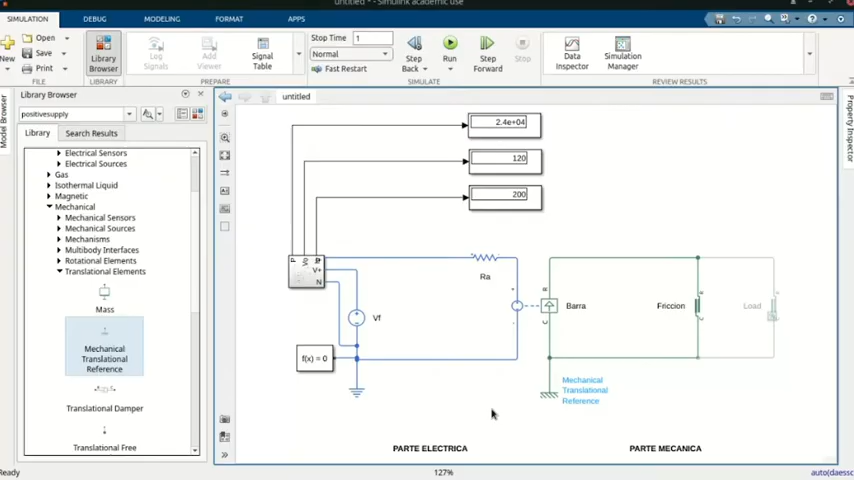 untitled * - Simulink academic use
SIMULATION
DEBUG
MODELING
FORMAT
APPS
New
Open
Save
Print
FILE
Library
Browser
LIBRARY
Log
Signals
Add
Viewer
Signal
Table
PREPARE
Stop Time
1
Normal
Fast Restart
Step
Back
Run
Step
Forward
Stop
SIMULATE
Data
Inspector
Simulation
Manager
REVIEW RESULTS
Model Browser
Library Browser
positivesupply
Library
Search Results
Electrical Sensors
Electrical Sources
Gas
Isothermal Liquid
Magnetic
Mechanical
Mechanical Sensors
Mechanical Sources
Mechanisms
Multibody Interfaces
Rotational Elements
Translational Elements
Mass
Mechanical
Translational
Reference
Translational Damper
Translational Free
untitled
2.4e+04
120
200
P
Vo
V+
N
Ra
Vf
f(x) = 0
R
C
Barra
Friccion
Load
Mechanical
Translational
Reference
PARTE ELECTRICA
PARTE MECANICA
Property Inspector
Ready
127%